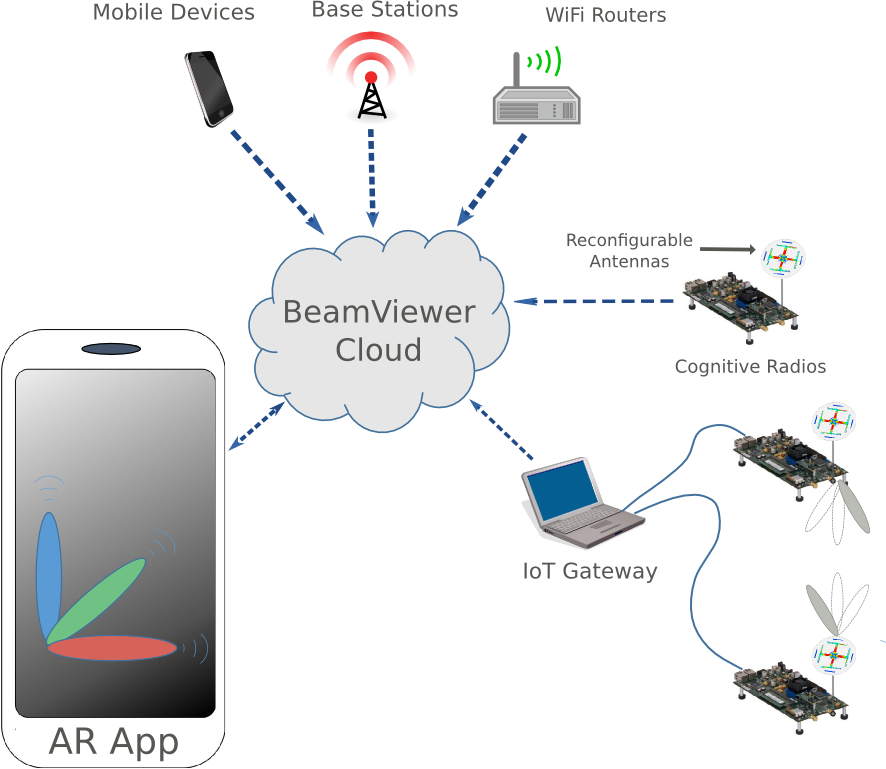 Mobile Devices
Base Stations
WiFi Routers
Reconfigurable
Antennas
BeamViewer
Cloud
Cognitive Radios
IoT Gateway
AR App